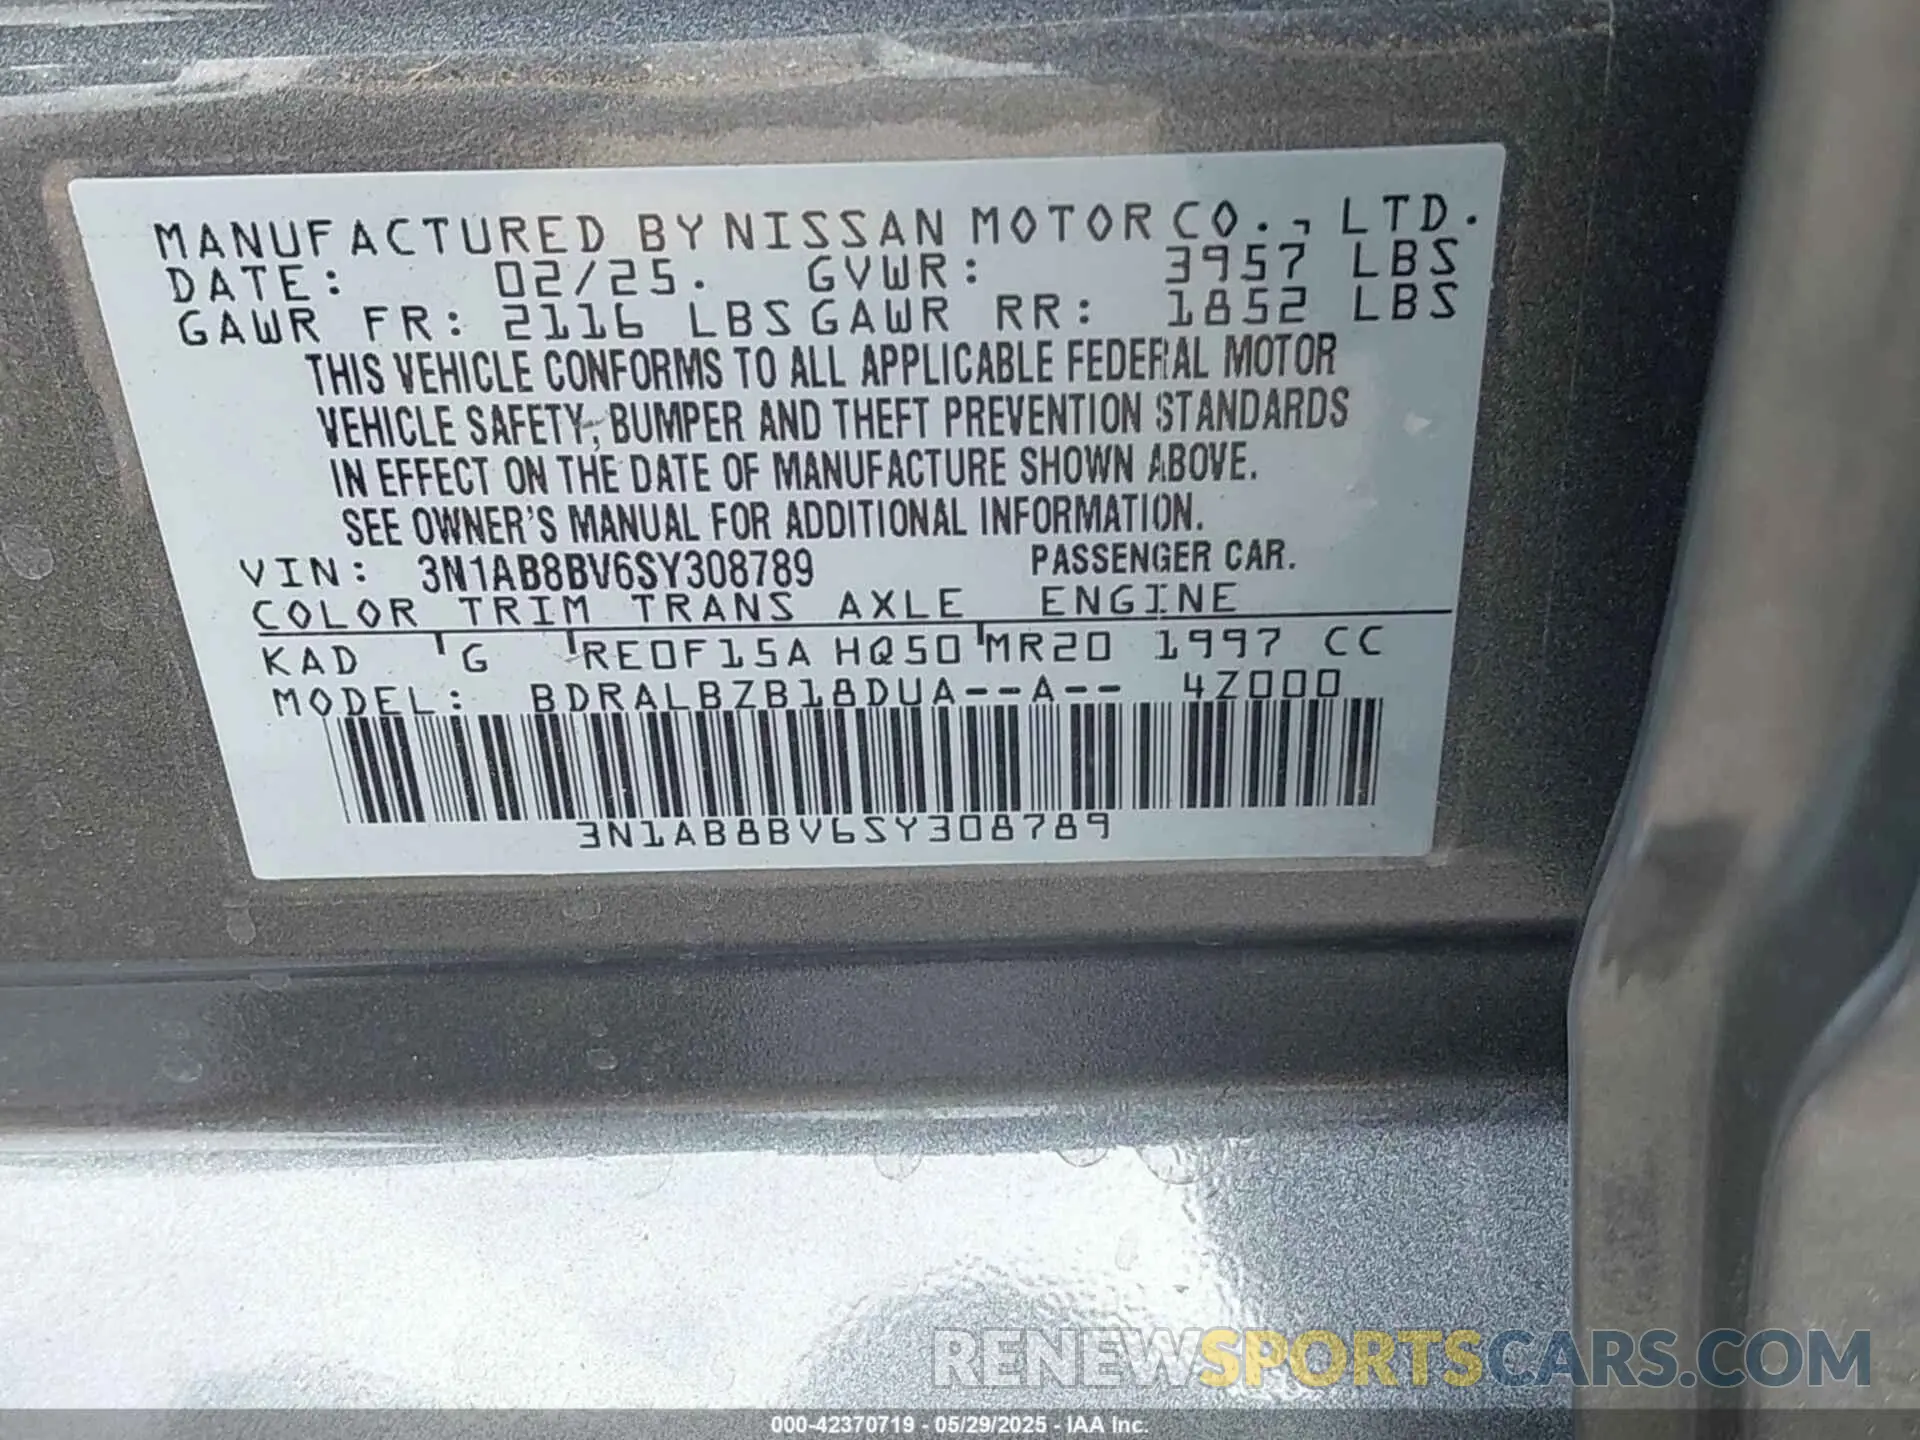 MANUFACTURED BY NISSAN MOTOR CO., LTD.
DATE: 02/25. GVWR: 3957 LBS
GAWR FR: 2116 LBS GAWR RR: 1852 LBS
THIS VEHICLE CONFORMS TO ALL APPLICABLE FEDERAL MOTOR
VEHICLE SAFETY, BUMPER AND THEFT PREVENTION STANDARDS
IN EFFECT ON THE DATE OF MANUFACTURE SHOWN ABOVE.
SEE OWNER'S MANUAL FOR ADDITIONAL INFORMATION.
VIN: 3N1AB8BV6SY308789 PASSENGER CAR.
COLOR TRIM TRANS AXLE ENGINE
KAD G RE0F15A HQ50 MR20 1997 CC
MODEL: BDRALBZB18DUA--A-- 4Z000
3N1AB8BV6SY308789
RENEWSPORTSCARS.COM
000-42370719 - 05/29/2025 - IAA Inc.